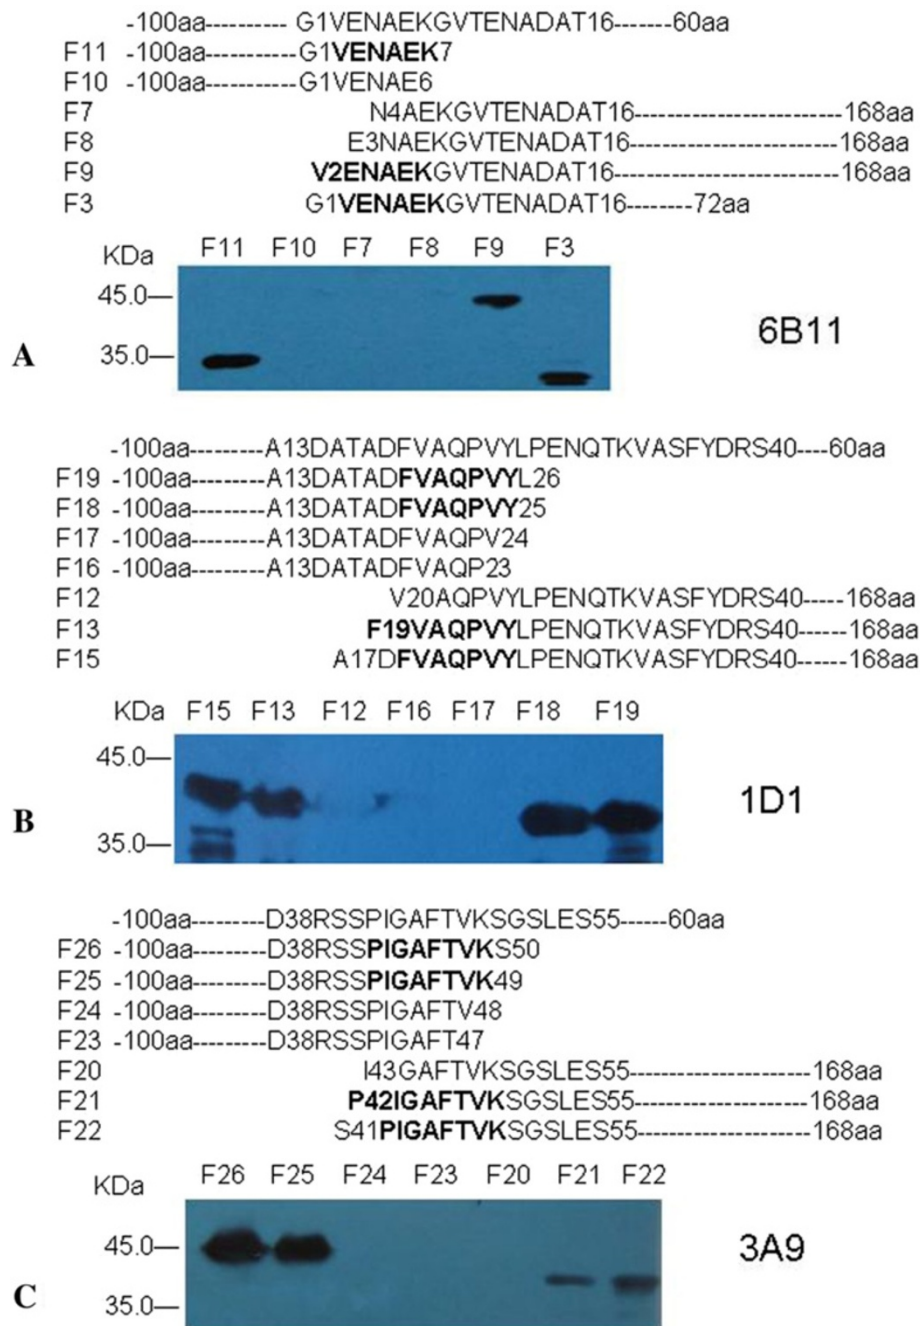 -100aa---------- G1VENAEKGVTENADAT16------60aa
F11 -100aa-----------G1VENAEK7
F10 -100aa-----------G1VENAE6
F7 N4AEKGVTENADAT16-------------------------168aa
F8 E3NAEKGVTENADAT16-------------------------168aa
F9 V2ENAEKGVTENADAT16-------------------------168aa
F3 G1VENAEKGVTENADAT16--------72aa
KDa F11 F10 F7 F8 F9 F3
45.0
35.0
A
6B11
-100aa---------A13DATADFVAQPVYLPENQTKVASFYDRS40----60aa
F19 -100aa---------A13DATADFVAQPVYL26
F18 -100aa---------A13DATADFVAQPVY25
F17 -100aa---------A13DATADFVAQPV24
F16 -100aa---------A13DATADFVAQP23
F12 V20AQPVYLPENQTKVASFYDRS40-----168aa
F13 F19VAQPVYLPENQTKVASFYDRS40------168aa
F15 A17DFVAQPVYLPENQTKVASFYDRS40------168aa
KDa F15 F13 F12 F16 F17 F18 F19
45.0
35.0
B
1D1
-100aa---------D38RSSPIGAFTVKSGSLES55------60aa
F26 -100aa---------D38RSSPIGAFTVKS50
F25 -100aa---------D38RSSPIGAFTVK49
F24 -100aa---------D38RSSPIGAFTV48
F23 -100aa---------D38RSSPIGAFT47
F20 I43GAFTVKSGSLES55----------------------168aa
F21 P42IGAFTVKSGSLES55---------------------168aa
F22 S41PIGAFTVKSGSLES55---------------------168aa
KDa F26 F25 F24 F23 F20 F21 F22
45.0
35.0
C
3A9